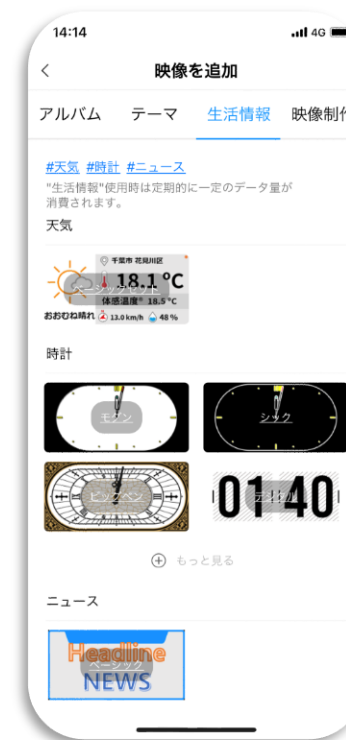 14:14
4G
映像を追加
アルバム テーマ 生活情報 映像制作
#天気 #時計 #ニュース
"生活情報"使用時は定期的に一定のデータ量が
消費されます。
天気
千葉市 花見川区
18.1 °C
体感温度* 18.5 °C
おおむね晴れ 13.0 km/h 48 %
時計
モダン
シック
ビッグベン
01 40
デジタル
もっと見る
ニュース
Headline
ベーシック
NEWS